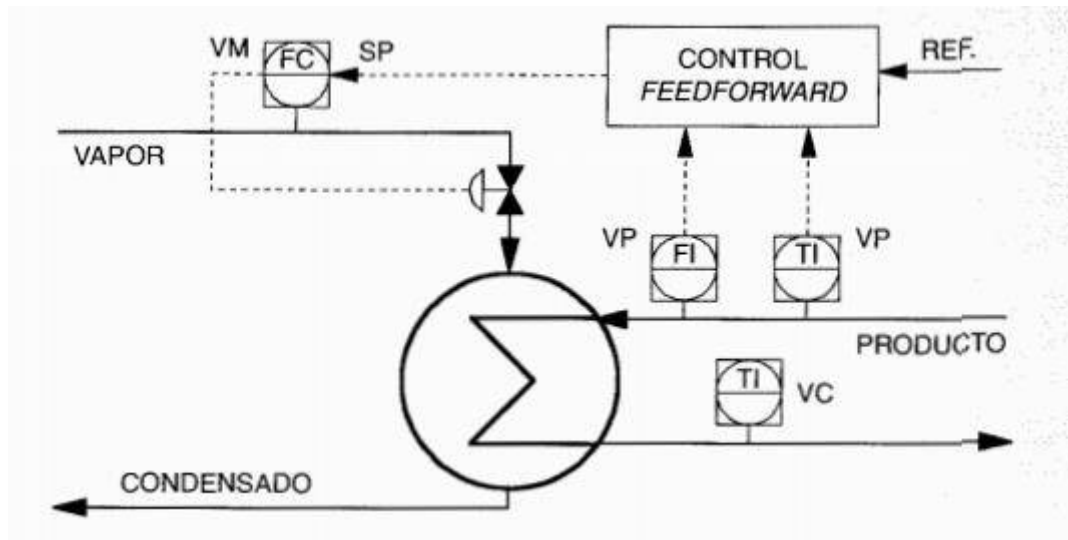 VM
FC
SP
CONTROL
FEEDFORWARD
REF.
VAPOR
VP
FI
TI
VP
PRODUCTO
TI
VC
CONDENSADO